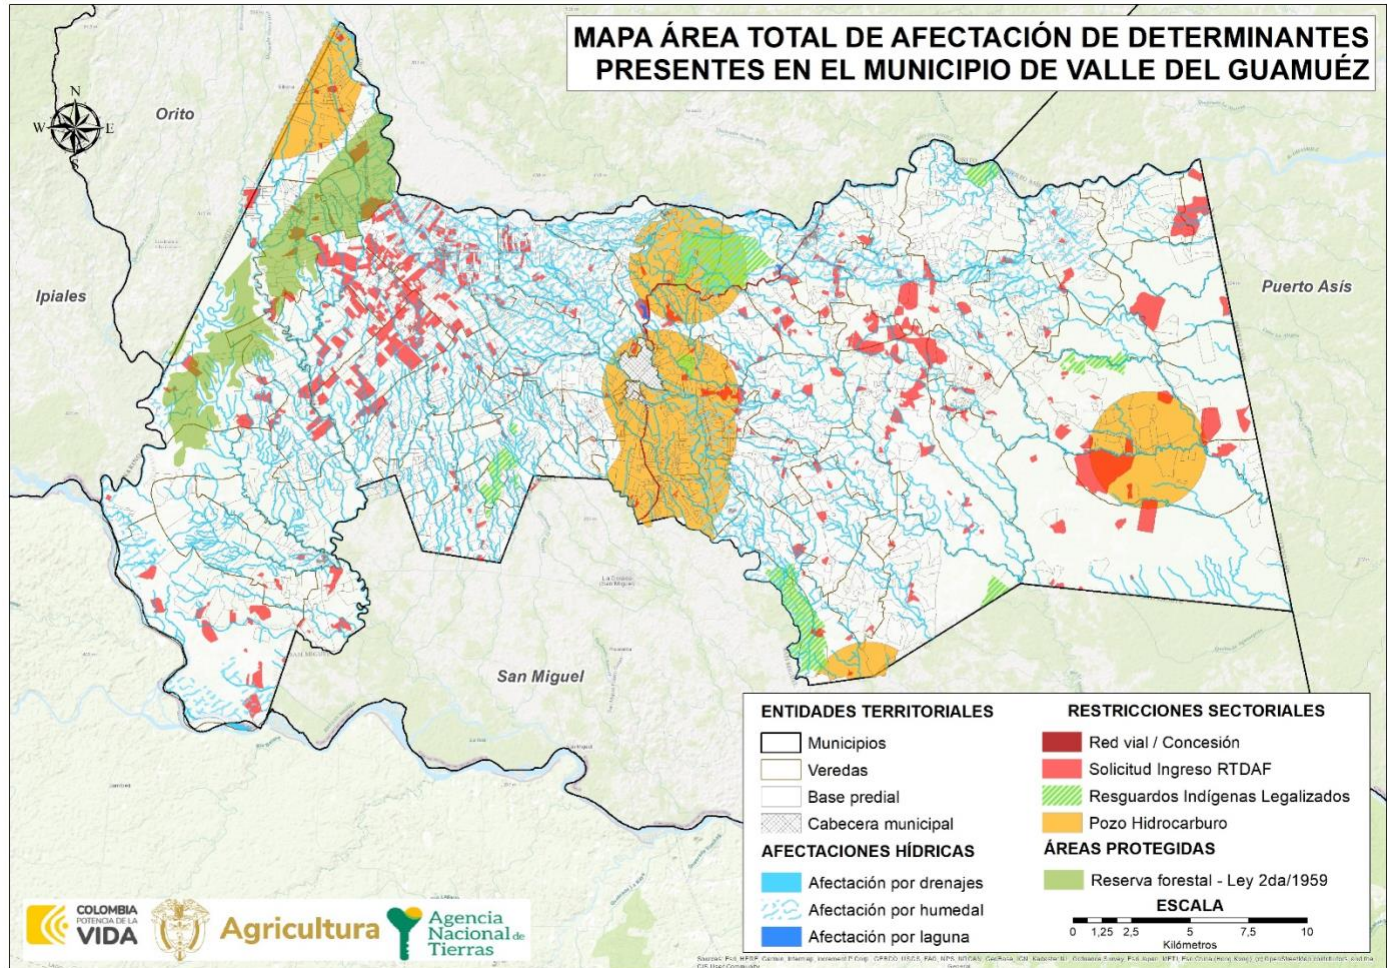 MAPA ÁREA TOTAL DE AFECTACIÓN DE DETERMINANTES
PRESENTES EN EL MUNICIPIO DE VALLE DEL GUAMUÉZ
N
W
E
S
Orito
Ipiales
Puerto Asís
San Miguel
ENTIDADES TERRITORIALES
Municipios
Veredas
Base predial
Cabecera municipal
AFECTACIONES HÍDRICAS
Afectación por drenajes
Afectación por humedal
Afectación por laguna
RESTRICCIONES SECTORIALES
Red vial / Concesión
Solicitud Ingreso RTDAF
Resguardos Indígenas Legalizados
Pozo Hidrocarburo
ÁREAS PROTEGIDAS
Reserva forestal - Ley 2da/1959
ESCALA
0 1,25 2,5 5 7,5 10
Kilómetros
COLOMBIA
POTENCIA DE LA
VIDA
Agricultura
Agencia
Nacional de
Tierras